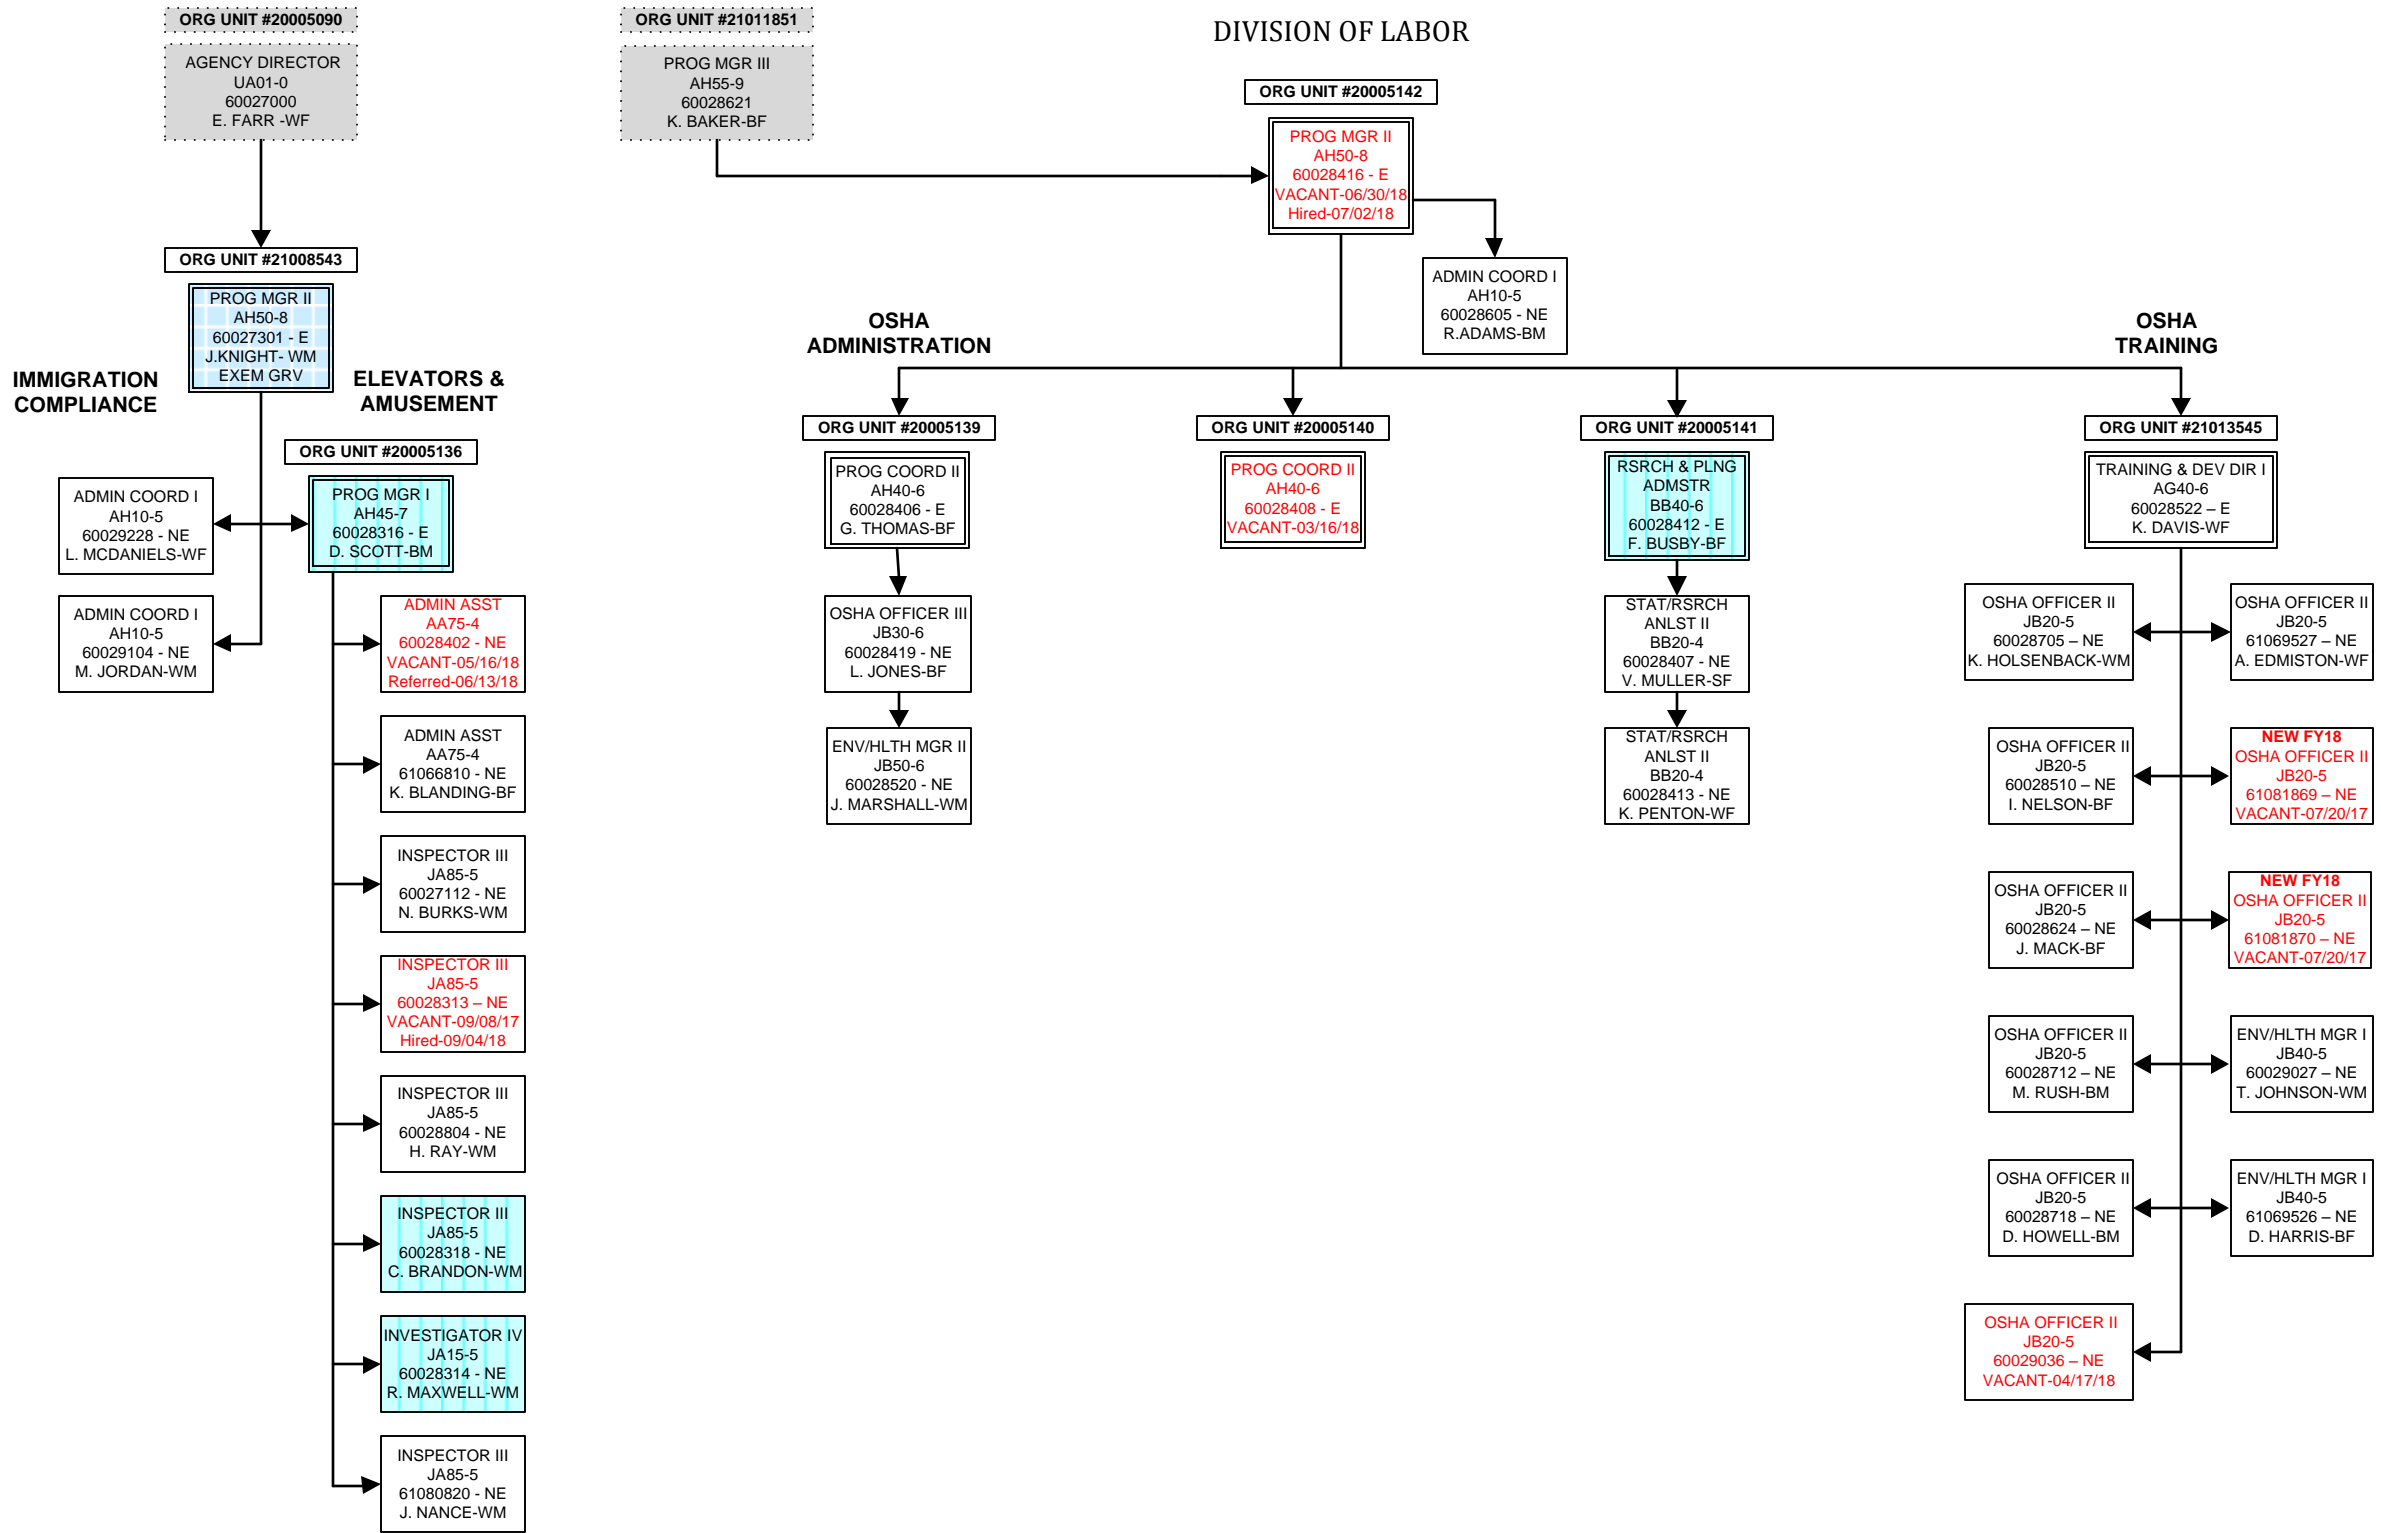 DIVISION OF LABOR
ORG UNIT #20005090
AGENCY DIRECTOR
UA01-0
60027000
E. FARR -WF
ORG UNIT #21011851
PROG MGR III
AH55-9
60028621
K. BAKER-BF
ORG UNIT #20005142
PROG MGR II
AH50-8
60028416 - E
VACANT-06/30/18
Hired-07/02/18
ADMIN COORD I
AH10-5
60028605 - NE
R.ADAMS-BM
ORG UNIT #21008543
PROG MGR II
AH50-8
60027301 - E
J.KNIGHT- WM
EXEM GRV
IMMIGRATION
COMPLIANCE
ADMIN COORD I
AH10-5
60029228 - NE
L. MCDANIELS-WF
ADMIN COORD I
AH10-5
60029104 - NE
M. JORDAN-WM
ELEVATORS &
AMUSEMENT
ORG UNIT #20005136
PROG MGR I
AH45-7
60028316 - E
D. SCOTT-BM
ADMIN ASST
AA75-4
60028402 - NE
VACANT-05/16/18
Referred-06/13/18
ADMIN ASST
AA75-4
61066810 - NE
K. BLANDING-BF
INSPECTOR III
JA85-5
60027112 - NE
N. BURKS-WM
INSPECTOR III
JA85-5
60028313 – NE
VACANT-09/08/17
Hired-09/04/18
INSPECTOR III
JA85-5
60028804 - NE
H. RAY-WM
INSPECTOR III
JA85-5
60028318 - NE
C. BRANDON-WM
INVESTIGATOR IV
JA15-5
60028314 - NE
R. MAXWELL-WM
INSPECTOR III
JA85-5
61080820 - NE
J. NANCE-WM
OSHA
ADMINISTRATION
ORG UNIT #20005139
PROG COORD II
AH40-6
60028406 - E
G. THOMAS-BF
OSHA OFFICER III
JB30-6
60028419 - NE
L. JONES-BF
ENV/HLTH MGR II
JB50-6
60028520 - NE
J. MARSHALL-WM
ORG UNIT #20005140
PROG COORD II
AH40-6
60028408 - E
VACANT-03/16/18
ORG UNIT #20005141
RSRCH & PLNG
ADMSTR
BB40-6
60028412 - E
F. BUSBY-BF
STAT/RSRCH
ANLST II
BB20-4
60028407 - NE
V. MULLER-SF
STAT/RSRCH
ANLST II
BB20-4
60028413 - NE
K. PENTON-WF
OSHA
TRAINING
ORG UNIT #21013545
TRAINING & DEV DIR I
AG40-6
60028522 – E
K. DAVIS-WF
OSHA OFFICER II
JB20-5
60028705 – NE
K. HOLSENBACK-WM
OSHA OFFICER II
JB20-5
61069527 – NE
A. EDMISTON-WF
OSHA OFFICER II
JB20-5
60028510 – NE
I. NELSON-BF
NEW FY18
OSHA OFFICER II
JB20-5
61081869 – NE
VACANT-07/20/17
OSHA OFFICER II
JB20-5
60028624 – NE
J. MACK-BF
NEW FY18
OSHA OFFICER II
JB20-5
61081870 – NE
VACANT-07/20/17
OSHA OFFICER II
JB20-5
60028712 – NE
M. RUSH-BM
ENV/HLTH MGR I
JB40-5
60029027 – NE
T. JOHNSON-WM
OSHA OFFICER II
JB20-5
60028718 – NE
D. HOWELL-BM
ENV/HLTH MGR I
JB40-5
61069526 – NE
D. HARRIS-BF
OSHA OFFICER II
JB20-5
60029036 – NE
VACANT-04/17/18